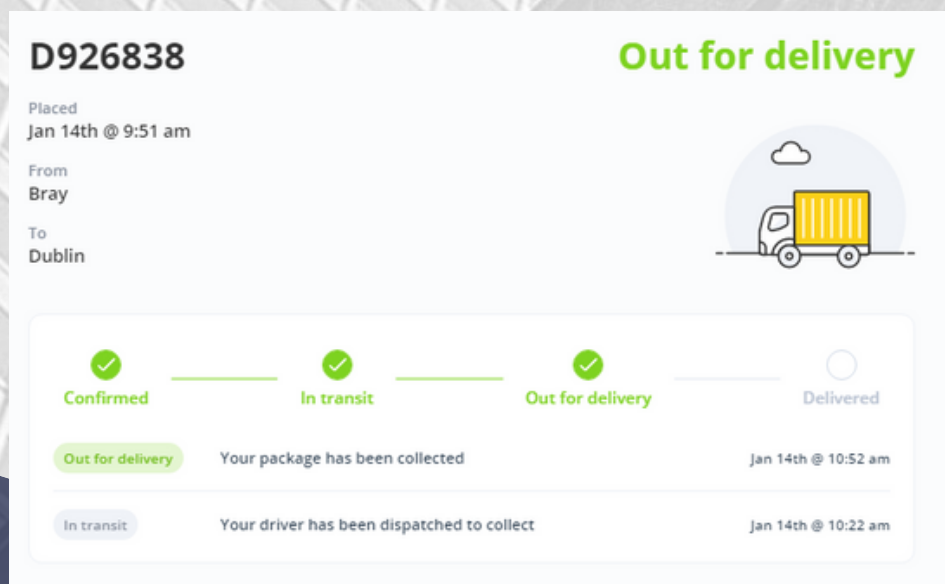 D926838
Out for delivery
Placed
Jan 14th @ 9:51 am
From
Bray
To
Dublin
Confirmed In transit Out for delivery Delivered
Out for delivery Your package has been collected Jan 14th @ 10:52 am
In transit Your driver has been dispatched to collect Jan 14th @ 10:22 am